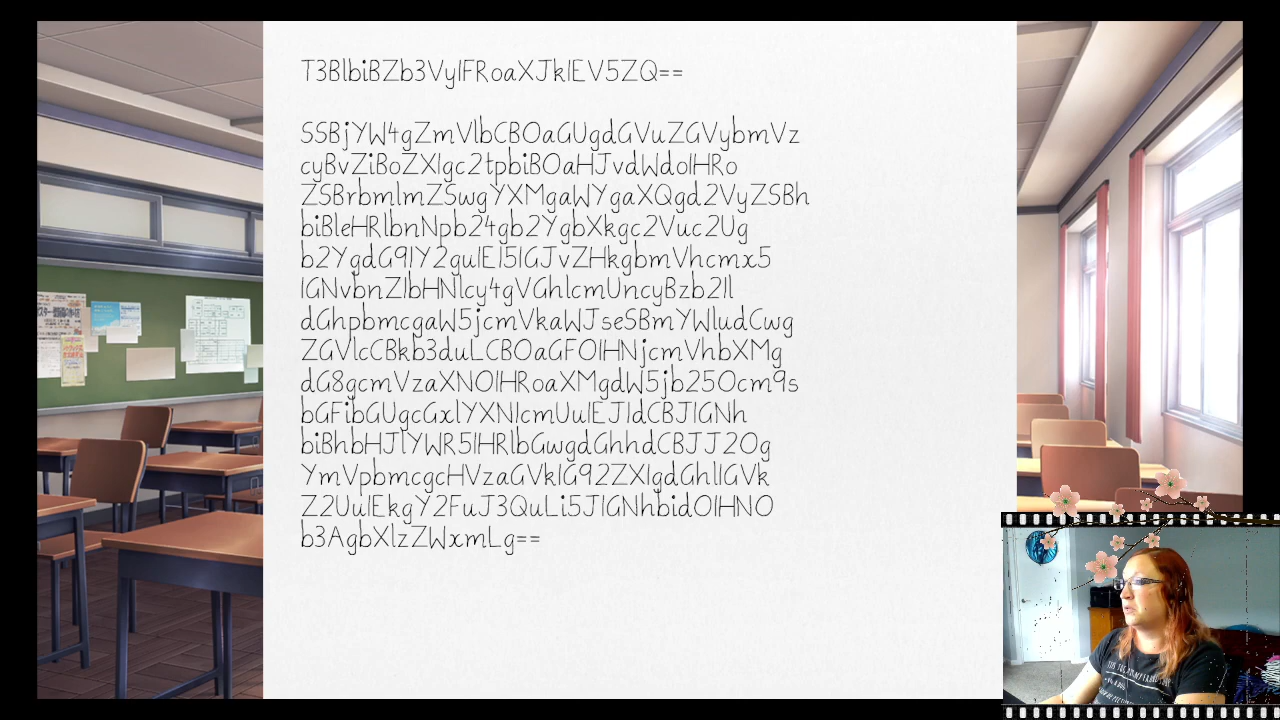 T3BlbiBZb3VyIFRoaXJkIEV5ZQ==
SSBjYW4gZmVlbCB0aGUgdGVuZGVybmVz
cyBvZiBoZXIgc2tpbiB0aHJvdWdoIHRo
ZSBrbmlmZSwgYXMgaWYgaXQgd2VyZSBh
biBleHRlbnNpb24gb2YgbXkgc2Vuc2Ug
b2YgdG91Y2guIE15IGJvZHkgbmVhcmx5
IGNvbnZ1bHNlcy4gVGhlcmUncyBzb21l
dGhpbmcgaW5jcmVkaWJseSBmYWludCwg
ZGVlcCBkb3duLCB0aGF0IHNjcmVhbXMg
dG8gcmVzaXN0IHRoaXMgdW5jb250cm9s
bGFibGUgcGxlYXN1cmUuIEJ1dCBJIGNh
biBhbHJlYWR5IHRlbGwgdGhhdCBJJ20g
YmVpbmcgcHVzaGVkIG92ZXIgdGhlIGVk
Z2UuIEkgY2FuJ3QuLi5JIGNhbid0IHN0
b3AgbXlzZWxmLg==